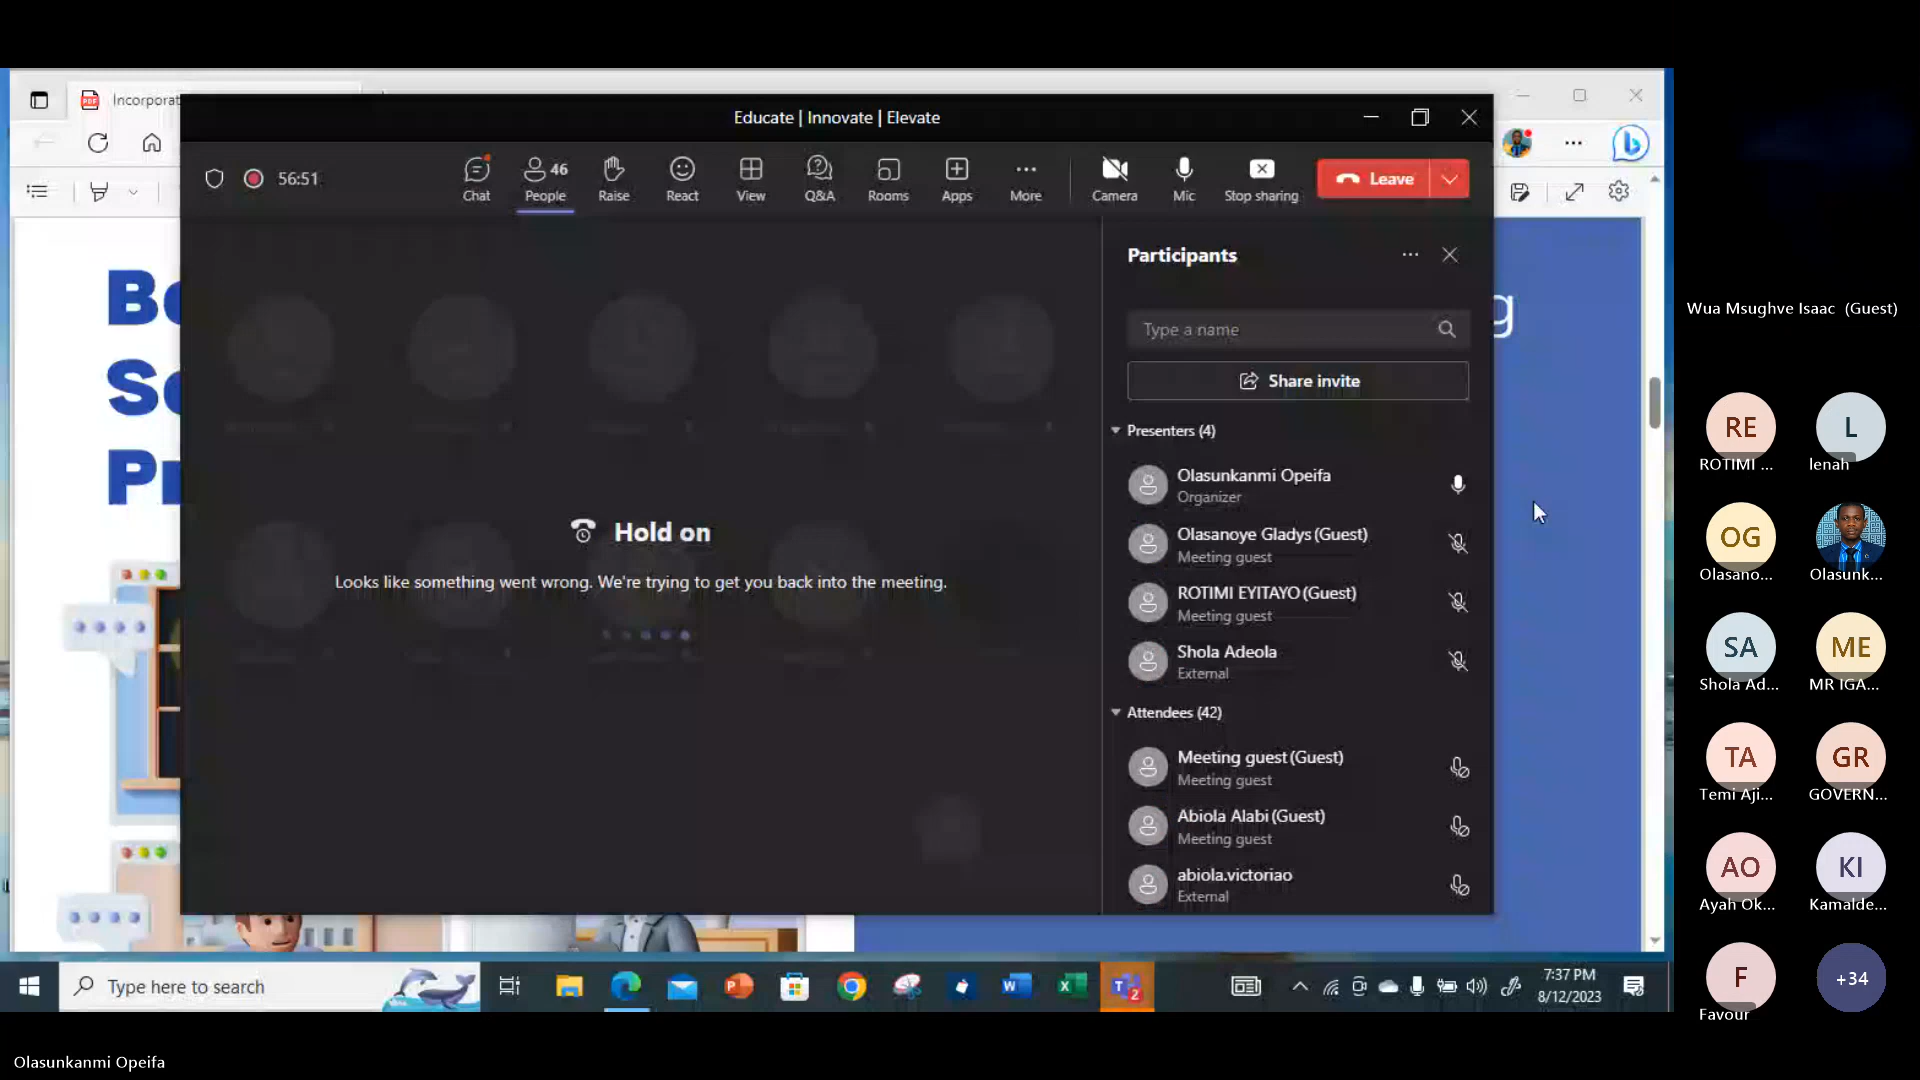 Incorporat
Educate | Innovate | Elevate
56:51
Chat
46
People
Raise
React
View
Q&A
Rooms
Apps
More
Camera
Mic
Stop sharing
Leave
Be
Se
Pr
g
Hold on
Looks like something went wrong. We're trying to get you back into the meeting.
Participants
Type a name
Share invite
Presenters (4)
Olasunkanmi Opeifa
Organizer
Olasanoye Gladys (Guest)
Meeting guest
ROTIMI EYITAYO (Guest)
Meeting guest
Shola Adeola
External
Attendees (42)
Meeting guest (Guest)
Meeting guest
Abiola Alabi (Guest)
Meeting guest
abiola.victoriao
External
Wua Msughve Isaac (Guest)
RE
ROTIMI ...
L
lenah
OG
Olasano...
Olasunk...
SA
Shola Ad...
ME
MR IGA...
TA
Temi Aji...
GR
GOVERN...
AO
Ayah Ok...
KI
Kamalde...
F
Favour
+34
Type here to search
7:37 PM
8/12/2023
Olasunkanmi Opeifa